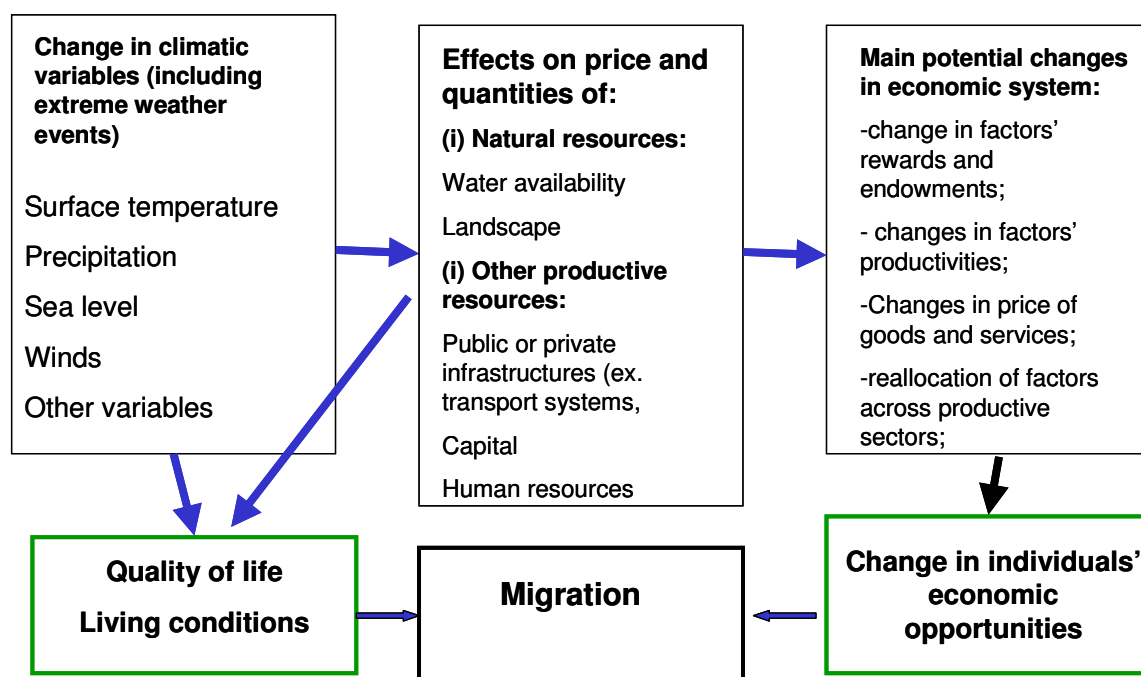 Change in climatic
variables (including
extreme weather
events)
Surface temperature
Precipitation
Sea level
Winds
Other variables
Effects on price and
quantities of:
(i) Natural resources:
Water availability
Landscape
(i) Other productive
resources:
Public or private
infrastructures (ex.
transport systems,
Capital
Human resources
Main potential changes
in economic system:
-change in factors’
rewards and
endowments;
- changes in factors’
productivities;
-Changes in price of
goods and services;
-reallocation of factors
across productive
sectors;
Quality of life
Living conditions
Migration
Change in individuals’
economic
opportunities